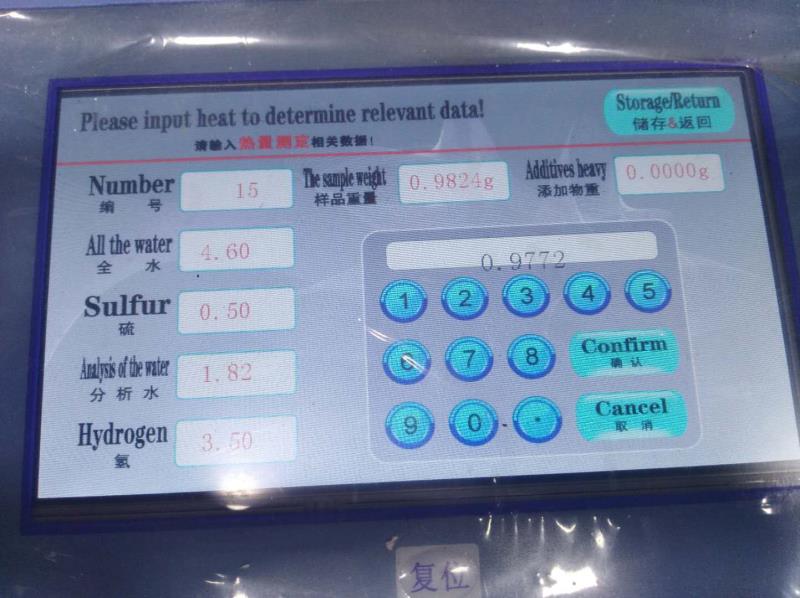 Please input heat to determine relevant data!
请输入热量测定相关数据!
Storage/Return
储存&返回
Number
编 号
15
The sample weight
样品重量
0.9824g
Additives heavy
添加物重
0.0000g
All the water
全 水
4.60
Sulfur
硫
0.50
Analysis of the water
分 析 水
1.82
Hydrogen
氢
3.50
0.9772
1 2 3 4 5
6 7 8
Confirm
确 认
9 0 .
Cancel
取 消
复位